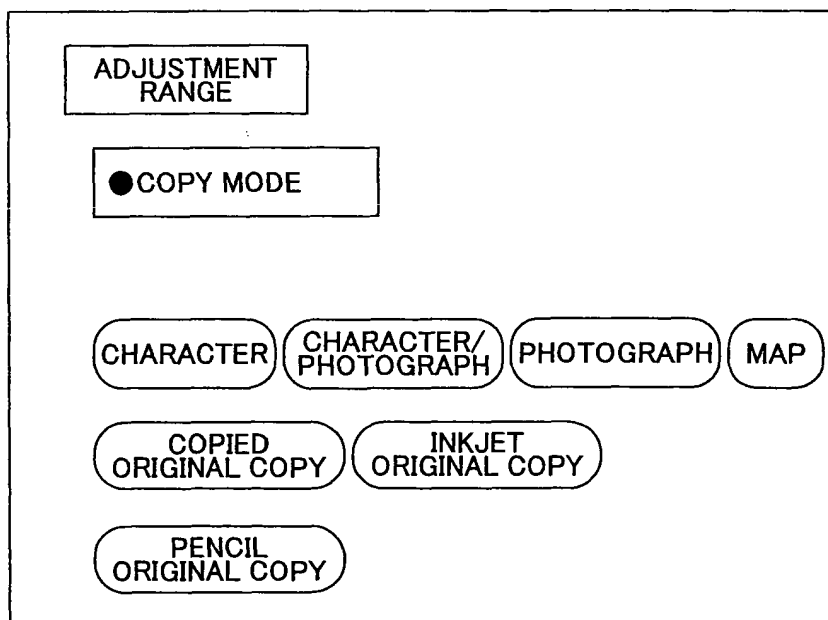 ADJUSTMENT
RANGE
●COPY MODE
CHARACTER
CHARACTER/
PHOTOGRAPH
PHOTOGRAPH
MAP
COPIED
ORIGINAL COPY
INKJET
ORIGINAL COPY
PENCIL
ORIGINAL COPY